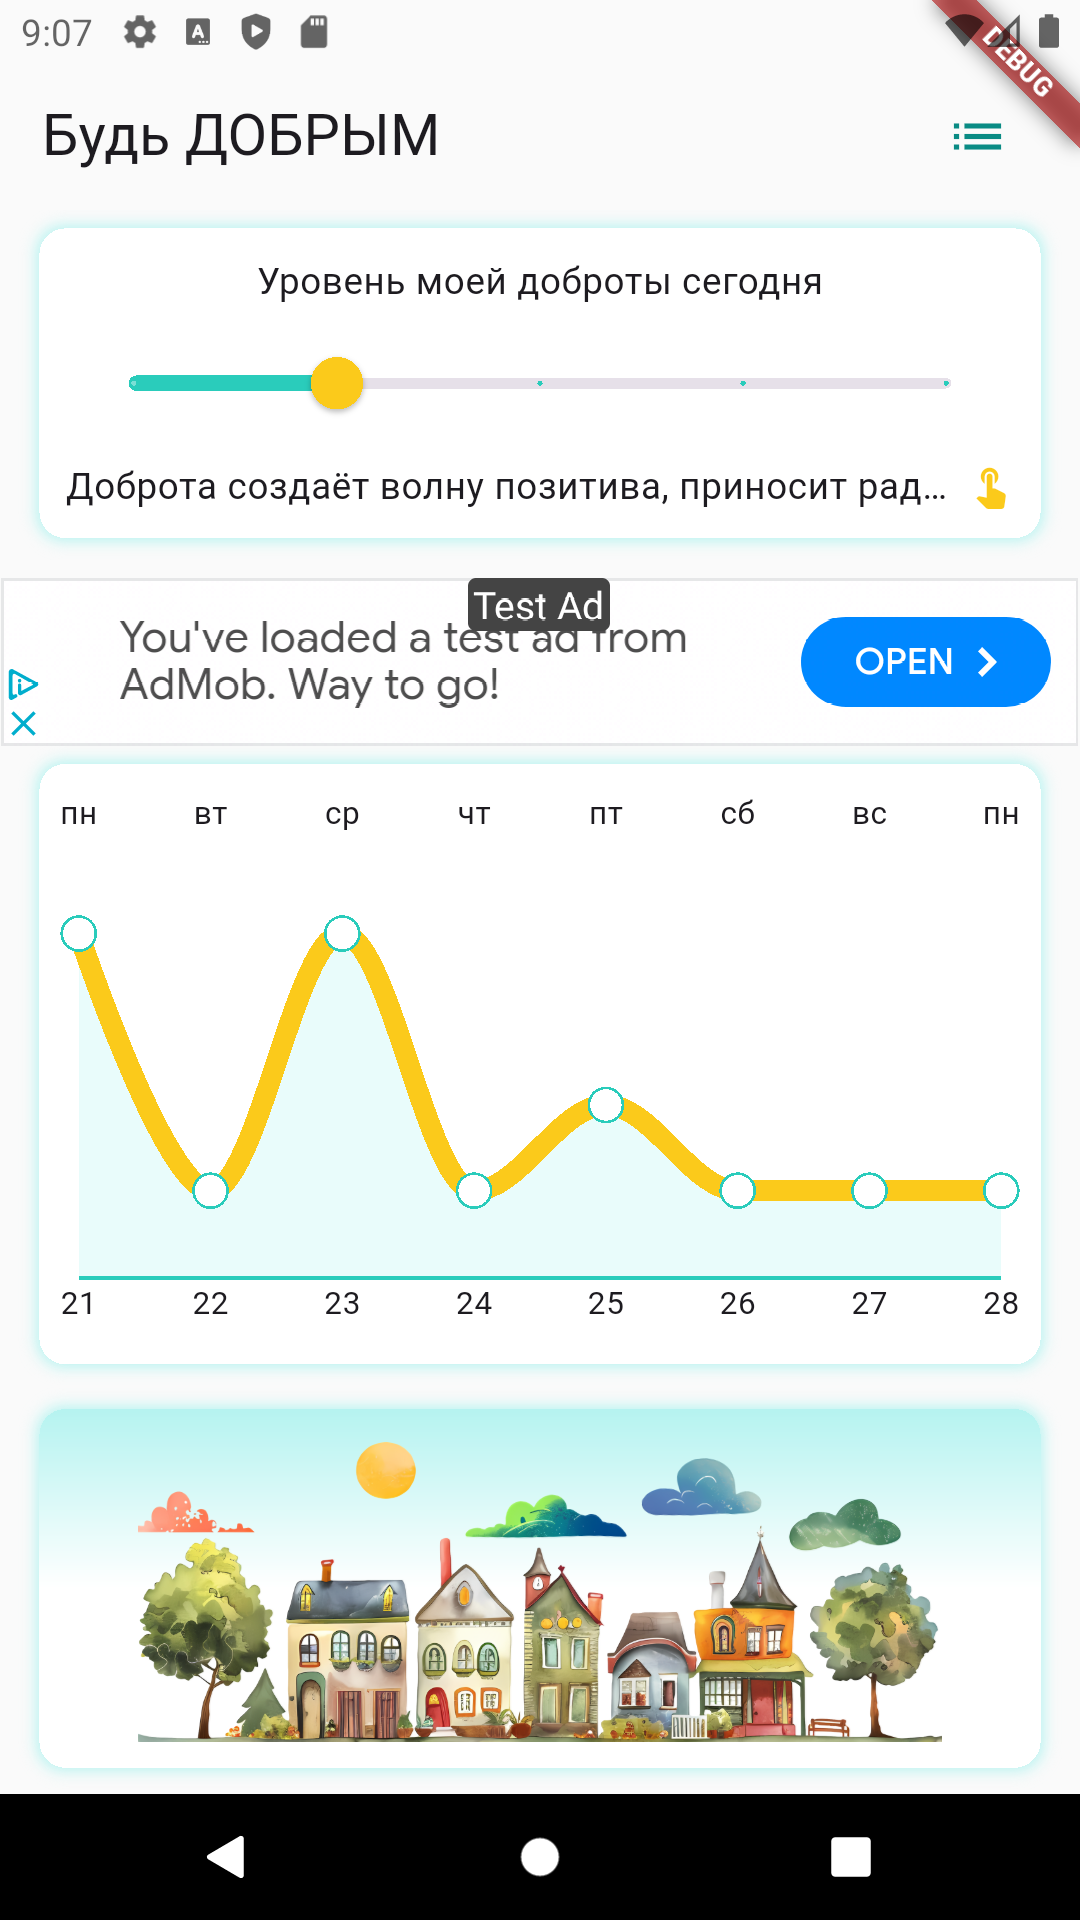 9:07
DEBUG
Будь ДОБРЫМ
Уровень моей доброты сегодня
Доброта создаёт волну позитива, приносит рад...
Test Ad
You've loaded a test ad from
AdMob. Way to go!
OPEN
пн вт ср чт пт сб вс пн
21 22 23 24 25 26 27 28